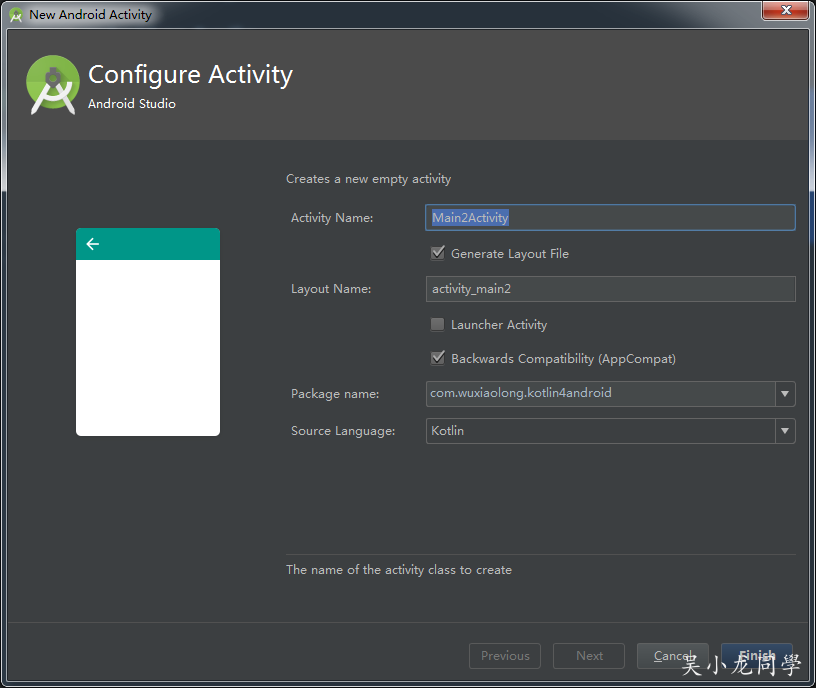 New Android Activity
Configure Activity
Android Studio
Creates a new empty activity
Activity Name: Main2Activity
Generate Layout File
Layout Name: activity_main2
Launcher Activity
Backwards Compatibility (AppCompat)
Package name: com.wuxiaolong.kotlin4android
Source Language: Kotlin
The name of the activity class to create
Previous Next Cancel Finish
吴小龙同學